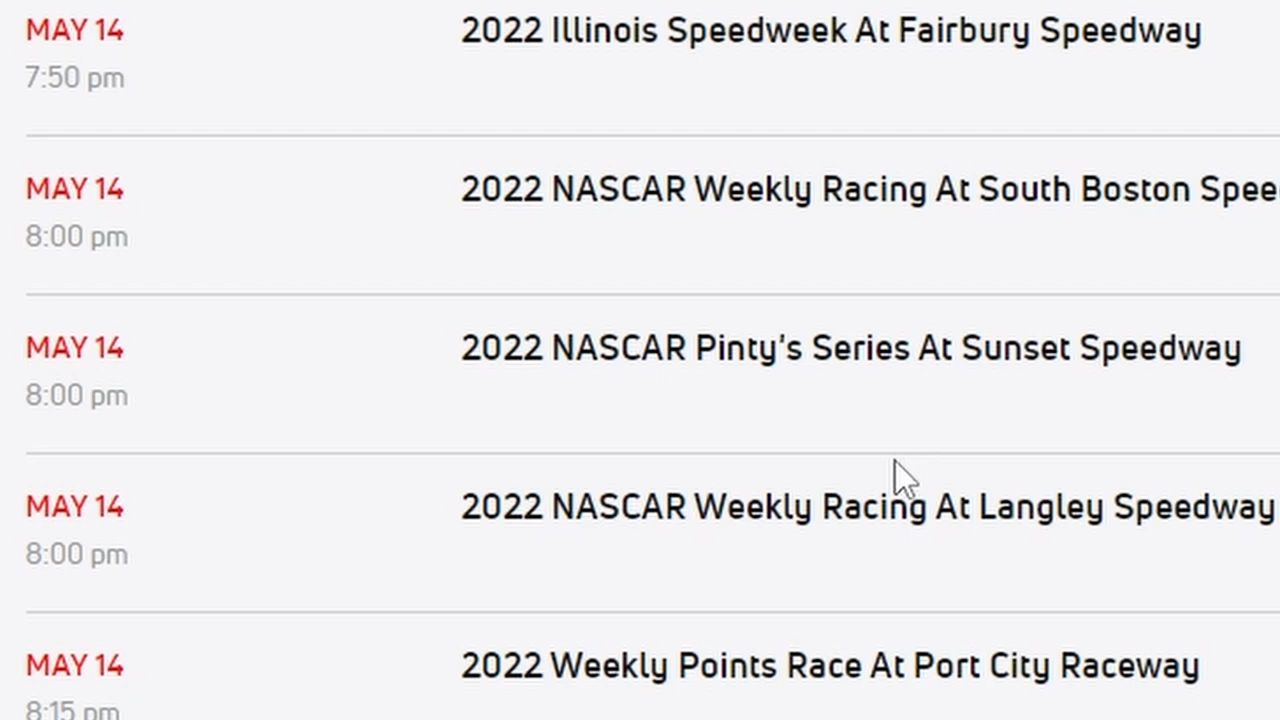 MAY 14 2022 Illinois Speedweek At Fairbury Speedway
7:50 pm
MAY 14 2022 NASCAR Weekly Racing At South Boston
8:00 pm
MAY 14 2022 NASCAR Pinty's Series At Sunset Speedway
8:00 pm
MAY 14 2022 NASCAR Weekly Racing At Langley Speedway
8:00 pm
MAY 14 2022 Weekly Points Race At Port City Raceway
8:15 pm